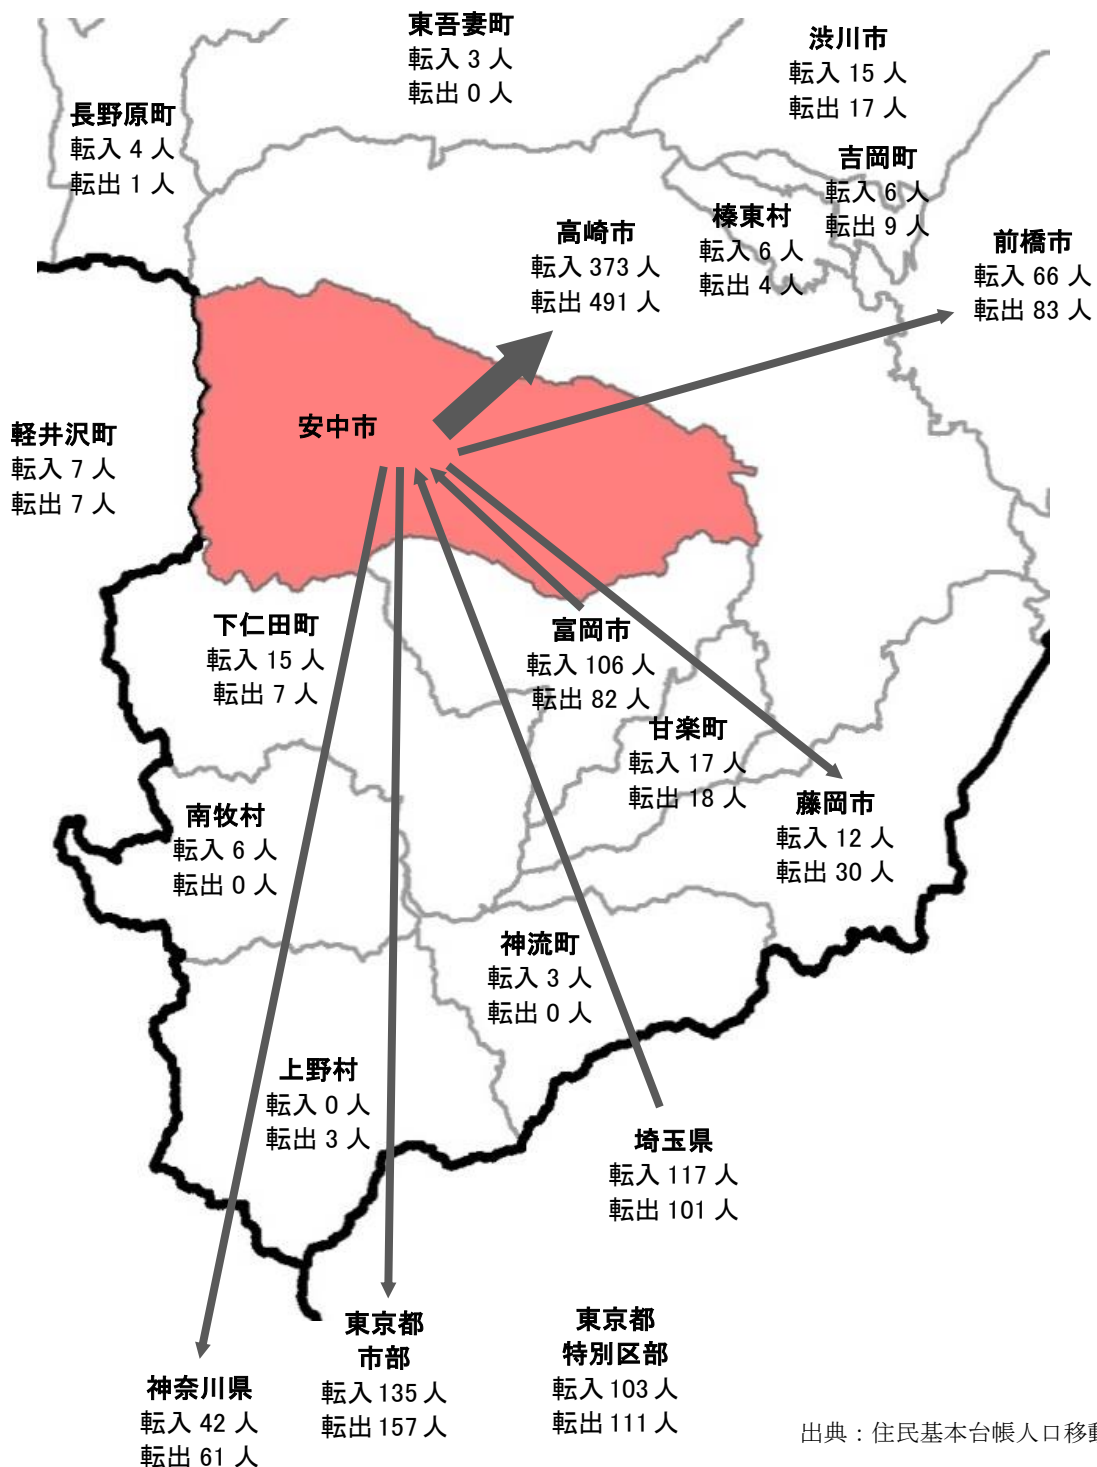 東吾妻町
転入 3 人
転出 0 人
渋川市
転入 15 人
転出 17 人
長野原町
転入 4 人
転出 1 人
吉岡町
転入 6 人
転出 9 人
榛東村
転入 6 人
転出 4 人
高崎市
転入 373 人
転出 491 人
前橋市
転入 66 人
転出 83 人
安中市
軽井沢町
転入 7 人
転出 7 人
下仁田町
転入 15 人
転出 7 人
富岡市
転入 106 人
転出 82 人
甘楽町
転入 17 人
転出 18 人
藤岡市
転入 12 人
転出 30 人
南牧村
転入 6 人
転出 0 人
神流町
転入 3 人
転出 0 人
上野村
転入 0 人
転出 3 人
埼玉県
転入 117 人
転出 101 人
東京都
市部
転入 135 人
転出 157 人
東京都
特別区部
転入 103 人
転出 111 人
神奈川県
転入 42 人
転出 61 人
出典：住民基本台帳人口移動